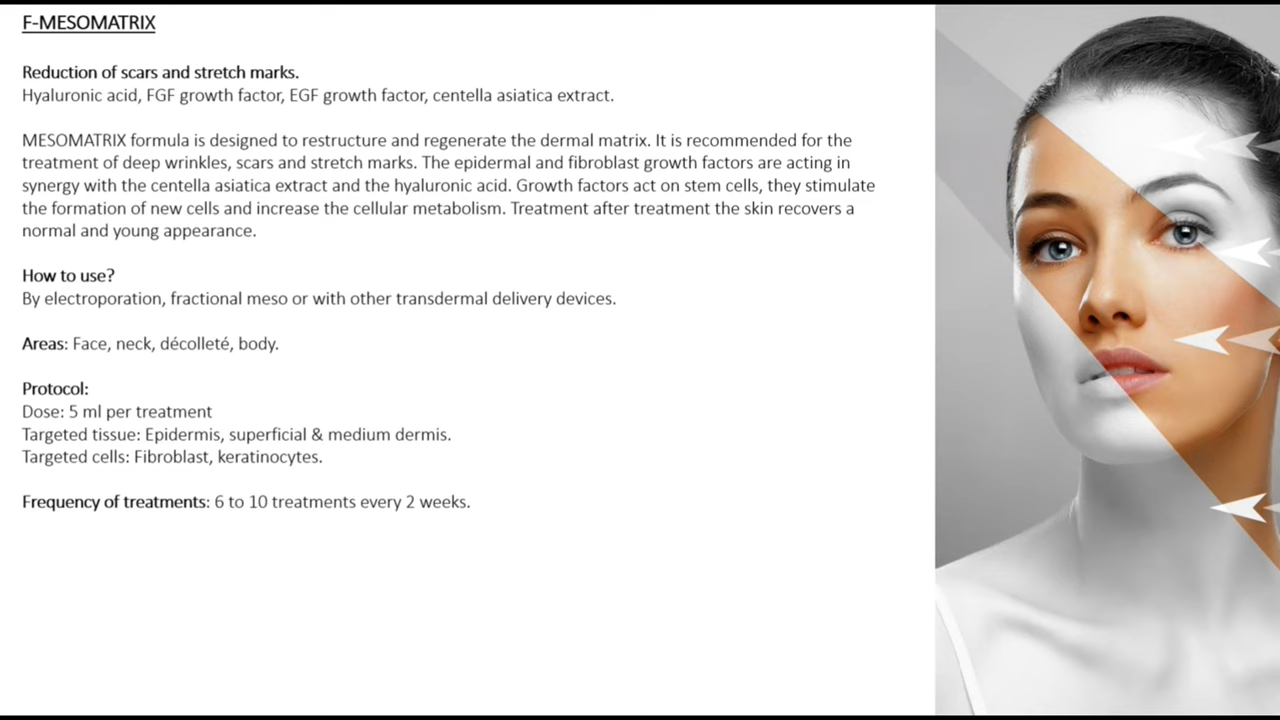 F-MESOMATRIX
Reduction of scars and stretch marks.
Hyaluronic acid, FGF growth factor, EGF growth factor, centella asiatica extract.
MESOMATRIX formula is designed to restructure and regenerate the dermal matrix. It is recommended for the
treatment of deep wrinkles, scars and stretch marks. The epidermal and fibroblast growth factors are acting in
synergy with the centella asiatica extract and the hyaluronic acid. Growth factors act on stem cells, they stimulate
the formation of new cells and increase the cellular metabolism. Treatment after treatment the skin recovers a
normal and young appearance.
How to use?
By electroporation, fractional meso or with other transdermal delivery devices.
Areas: Face, neck, décolleté, body.
Protocol:
Dose: 5 ml per treatment
Targeted tissue: Epidermis, superficial & medium dermis.
Targeted cells: Fibroblast, keratinocytes.
Frequency of treatments: 6 to 10 treatments every 2 weeks.